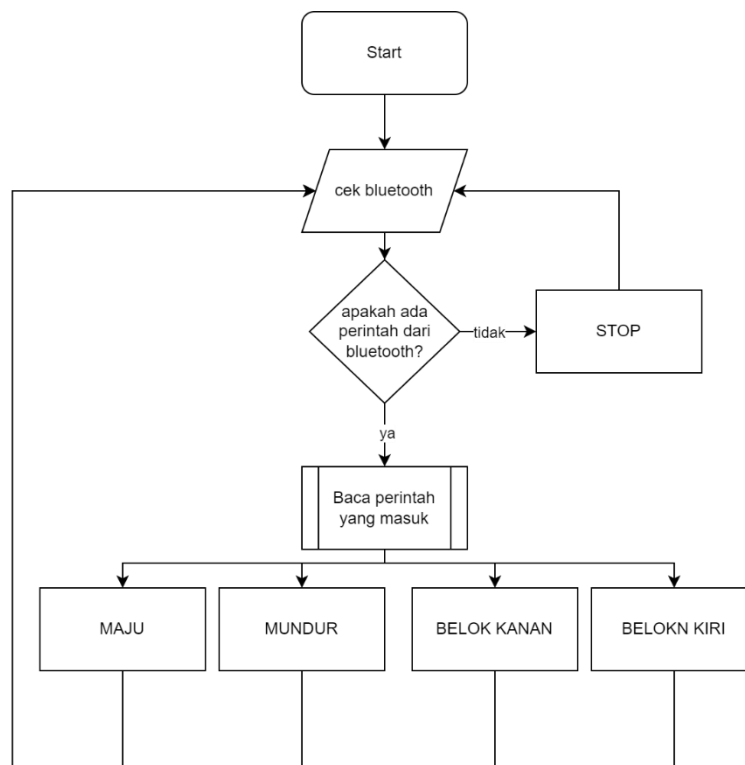 Start
cek bluetooth
apakah ada
perintah dari
bluetooth?
tidak
STOP
ya
Baca perintah
yang masuk
MAJU
MUNDUR
BELOK KANAN
BELOKN KIRI